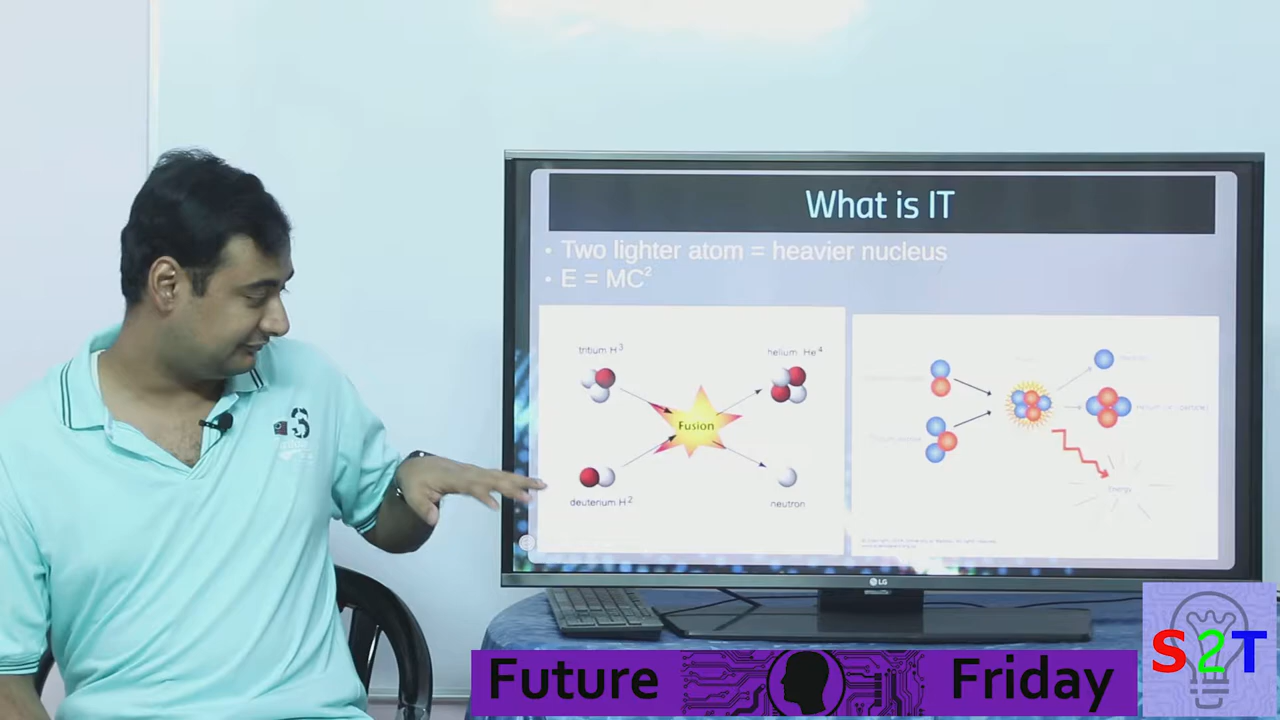 What is IT
• Two lighter atom = heavier nucleus
• E = MC²
tritium H³
helium He⁴
Fusion
deuterium H²
neutron
Energy
LG
S
Future Friday
S2T